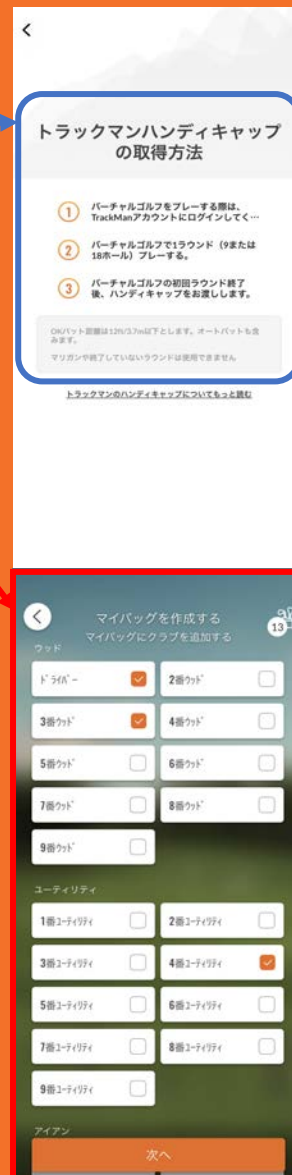 トラックマンハンディキャップ
の取得方法
1 バーチャルゴルフをプレーする際は、
TrackManアカウントにログインしてく…
2 バーチャルゴルフで1ラウンド（9または
18ホール）プレーする。
3 バーチャルゴルフの初回ラウンド終了
後、ハンディキャップをお渡しします。
OKパット距離は12ft/3.7m以下とします。オートパットも含
みます。
マリガンや終了していないラウンドは使用できません
トラックマンのハンディキャップについてもっと読む
マイバッグを作成する
マイバッグにクラブを追加する
13
ウッド
ﾄﾞﾗｲﾊﾞｰ
2番ｳｯﾄﾞ
3番ｳｯﾄﾞ
4番ｳｯﾄﾞ
5番ｳｯﾄﾞ
6番ｳｯﾄﾞ
7番ｳｯﾄﾞ
8番ｳｯﾄﾞ
9番ｳｯﾄﾞ
ユーティリティ
1番ﾕｰﾃｨﾘﾃｨ
2番ﾕｰﾃｨﾘﾃｨ
3番ﾕｰﾃｨﾘﾃｨ
4番ﾕｰﾃｨﾘﾃｨ
5番ﾕｰﾃｨﾘﾃｨ
6番ﾕｰﾃｨﾘﾃｨ
7番ﾕｰﾃｨﾘﾃｨ
8番ﾕｰﾃｨﾘﾃｨ
9番ﾕｰﾃｨﾘﾃｨ
アイアン
次へ